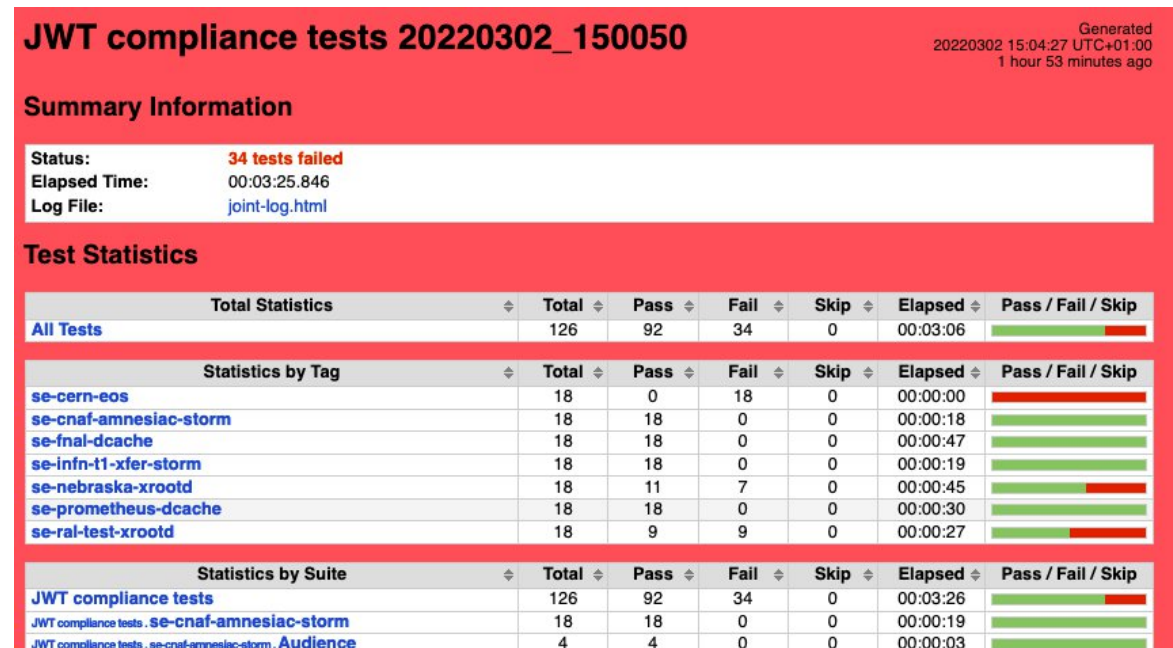 JWT compliance tests 20220302_150050
Generated
20220302 15:04:27 UTC+01:00
1 hour 53 minutes ago
Summary Information
Status: 34 tests failed
Elapsed Time: 00:03:25.846
Log File: joint-log.html
Test Statistics
Total Statistics Total Pass Fail Skip Elapsed Pass / Fail / Skip
All Tests 126 92 34 0 00:03:06
Statistics by Tag Total Pass Fail Skip Elapsed Pass / Fail / Skip
se-cern-eos 18 0 18 0 00:00:00
se-cnaf-amnesiac-storm 18 18 0 0 00:00:18
se-fnal-dcache 18 18 0 0 00:00:47
se-infn-t1-xfer-storm 18 18 0 0 00:00:19
se-nebraska-xrootd 18 11 7 0 00:00:45
se-prometheus-dcache 18 18 0 0 00:00:30
se-ral-test-xrootd 18 9 9 0 00:00:27
Statistics by Suite Total Pass Fail Skip Elapsed Pass / Fail / Skip
JWT compliance tests 126 92 34 0 00:03:26
JWT compliance tests . se-cnaf-amnesiac-storm 18 18 0 0 00:00:19
JWT compliance tests . se-cnaf-amnesiac-storm . Audience 4 4 0 0 00:00:03